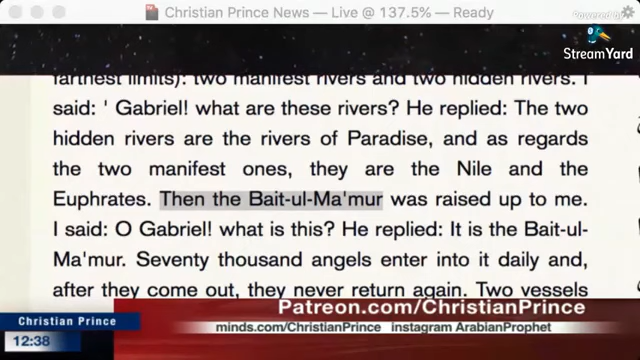 Christian Prince News — Live @ 137.5% — Ready
Powered by
StreamYard
farthest limits): two manifest rivers and two hidden rivers. I
said: ' Gabriel! what are these rivers? He replied: The two
hidden rivers are the rivers of Paradise, and as regards
the two manifest ones, they are the Nile and the
Euphrates. Then the Bait-ul-Ma'mur was raised up to me.
I said: O Gabriel! what is this? He replied: It is the Bait-ul-
Ma'mur. Seventy thousand angels enter into it daily and,
after they come out, they never return again. Two vessels
Patreon.com/ChristianPrince
Christian Prince
minds.com/ChristianPrince instagram ArabianProphet
12:38